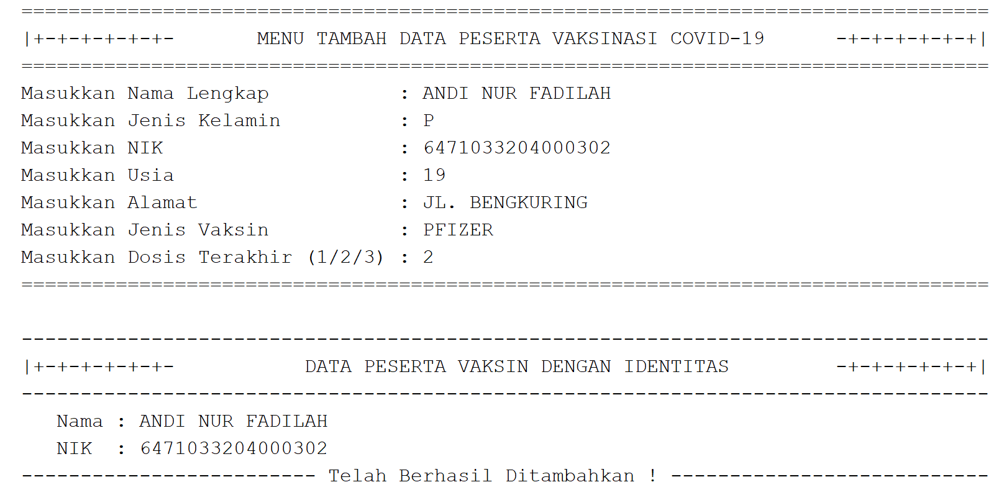 ==================================================================================
|+-+-+-+-+-+- MENU TAMBAH DATA PESERTA VAKSINASI COVID-19 -+-+-+-+-+-+|
==================================================================================
Masukkan Nama Lengkap : ANDI NUR FADILAH
Masukkan Jenis Kelamin : P
Masukkan NIK : 6471033204000302
Masukkan Usia : 19
Masukkan Alamat : JL. BENGKURING
Masukkan Jenis Vaksin : PFIZER
Masukkan Dosis Terakhir (1/2/3) : 2
==================================================================================
----------------------------------------------------------------------------------
|+-+-+-+-+-+- DATA PESERTA VAKSIN DENGAN IDENTITAS -+-+-+-+-+-+|
----------------------------------------------------------------------------------
Nama : ANDI NUR FADILAH
NIK : 6471033204000302
------------------------- Telah Berhasil Ditambahkan ! ---------------------------